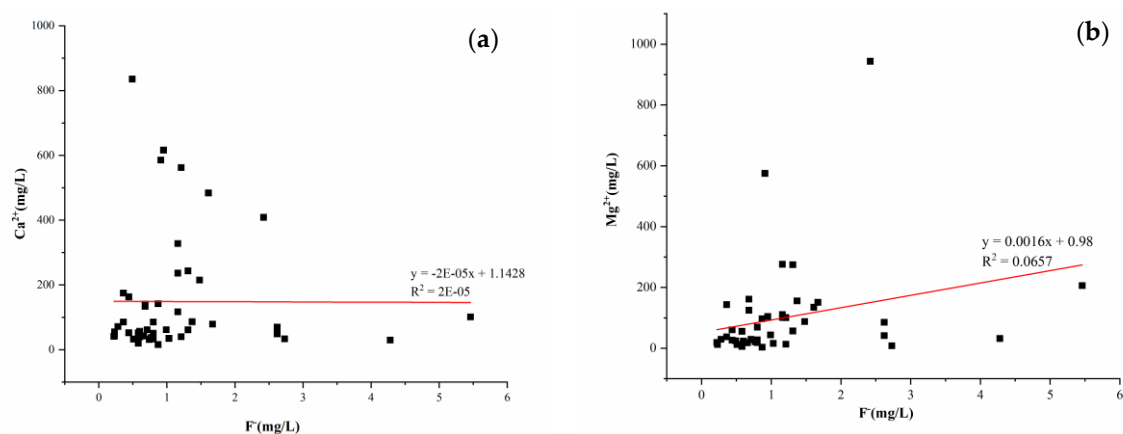 (a)
1000
800
600
400
200
0
Ca²⁺(mg/L)
y = -2E-05x + 1.1428
R² = 2E-05
0 1 2 3 4 5 6
F⁻(mg/L)
(b)
1000
800
600
400
200
0
Mg²⁺(mg/L)
y = 0.0016x + 0.98
R² = 0.0657
0 1 2 3 4 5 6
F⁻(mg/L)